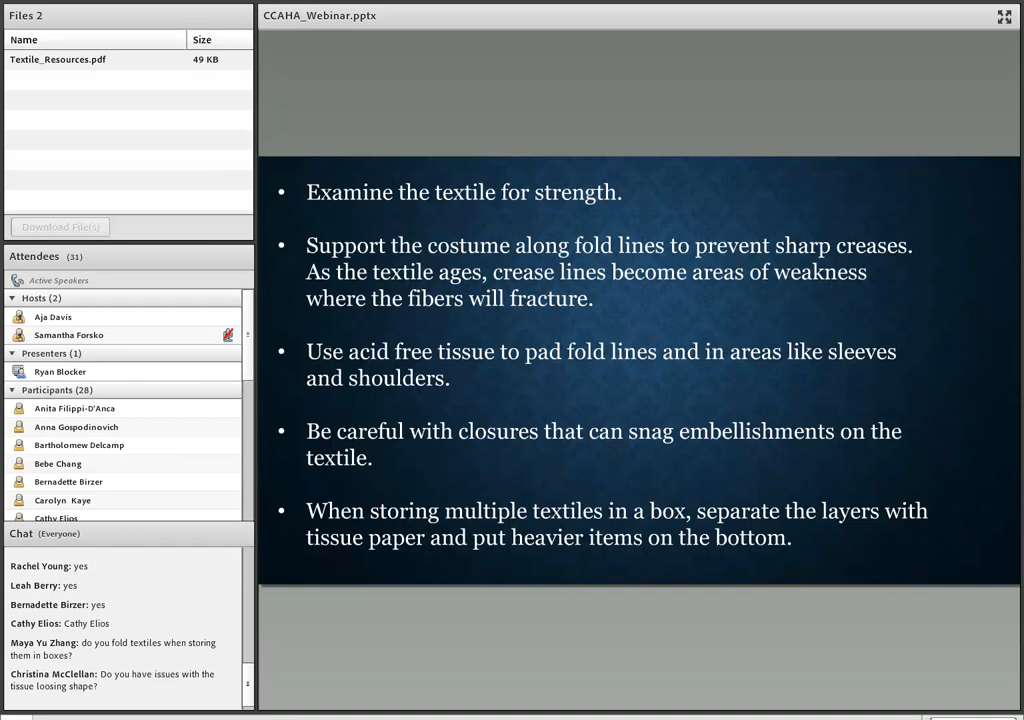 Files 2
Name Size
Textile_Resources.pdf 49 KB
Download File(s)
Attendees (31)
Active Speakers
Hosts (2)
Aja Davis
Samantha Forsko
Presenters (1)
Ryan Blocker
Participants (28)
Anita Filippi-D'Anca
Anna Gospodinovich
Bartholomew Delcamp
Bebe Chang
Bernadette Birzer
Carolyn Kaye
Cathy Elios
Chat (Everyone)
Rachel Young: yes
Leah Berry: yes
Bernadette Birzer: yes
Cathy Elios: Cathy Elios
Maya Yu Zhang: do you fold textiles when storing
them in boxes?
Christina McClellan: Do you have issues with the
tissue loosing shape?
CCAHA_Webinar.pptx
• Examine the textile for strength.
• Support the costume along fold lines to prevent sharp creases.
As the textile ages, crease lines become areas of weakness
where the fibers will fracture.
• Use acid free tissue to pad fold lines and in areas like sleeves
and shoulders.
• Be careful with closures that can snag embellishments on the
textile.
• When storing multiple textiles in a box, separate the layers with
tissue paper and put heavier items on the bottom.